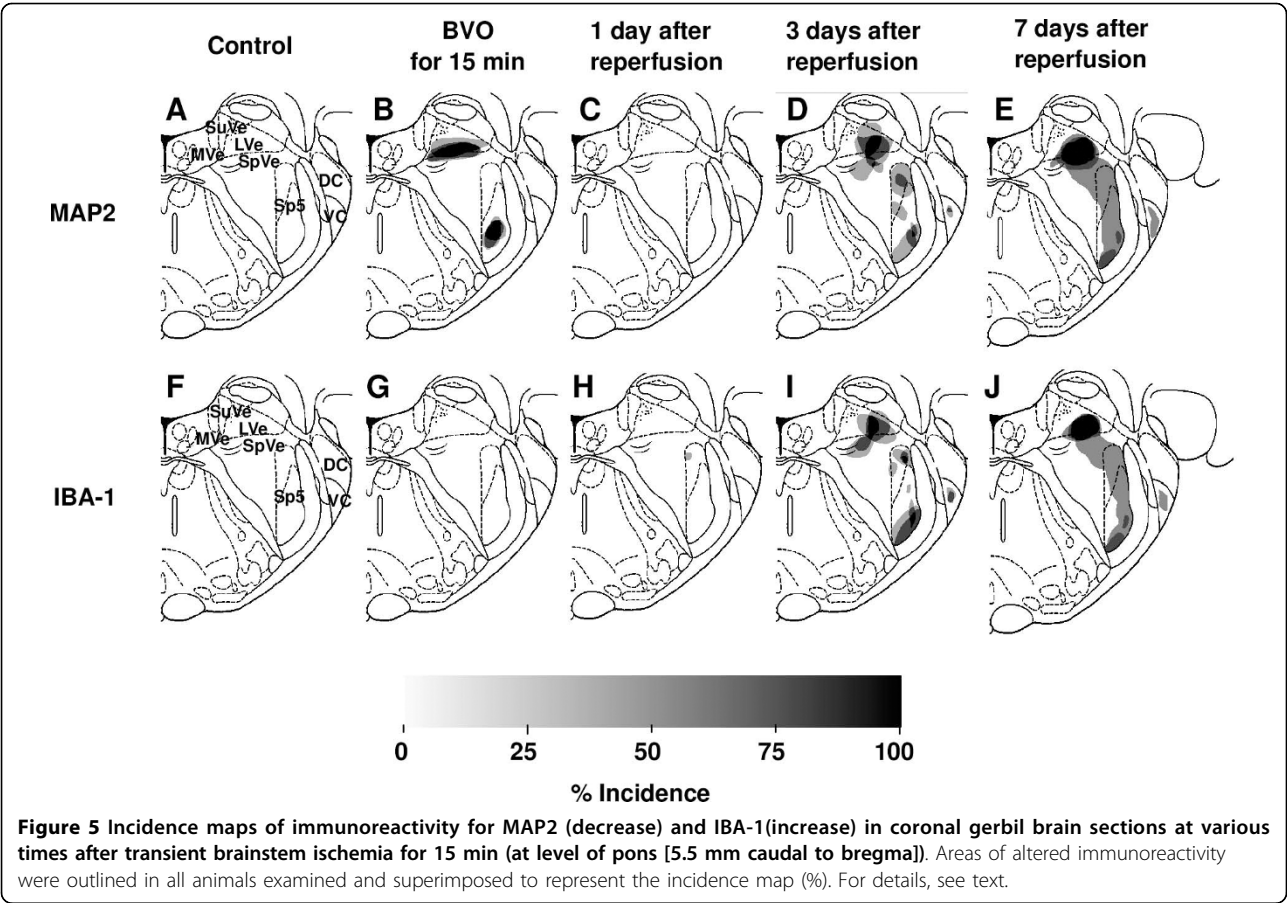 Control
BVO
for 15 min
1 day after
reperfusion
3 days after
reperfusion
7 days after
reperfusion
MAP2
A
SuVe
MVe
LVe
SpVe
DC
Sp5
VC
B
C
D
E
IBA-1
F
SuVe
MVe
LVe
SpVe
DC
Sp5
VC
G
H
I
J
0 25 50 75 100
% Incidence
Figure 5 Incidence maps of immunoreactivity for MAP2 (decrease) and IBA-1(increase) in coronal gerbil brain sections at various
times after transient brainstem ischemia for 15 min (at level of pons [5.5 mm caudal to bregma]). Areas of altered immunoreactivity
were outlined in all animals examined and superimposed to represent the incidence map (%). For details, see text.